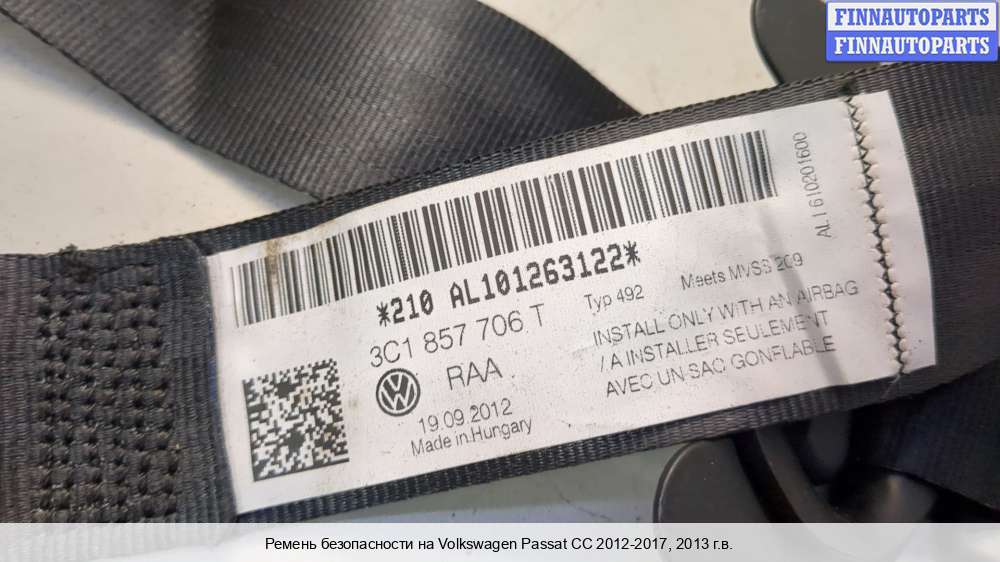 FINNAUTOPARTS
FINNAUTOPARTS
AL1610201600
*210 AL101263122*
3C1 857 706 T
Typ 492
Meets MVSS 209
RAA
INSTALL ONLY WITH AN AIRBAG
/ A INSTALLER SEULEMENT
AVEC UN SAC GONFLABLE
19.09.2012
Made in Hungary
Ремень безопасности на Volkswagen Passat CC 2012-2017, 2013 г.в.